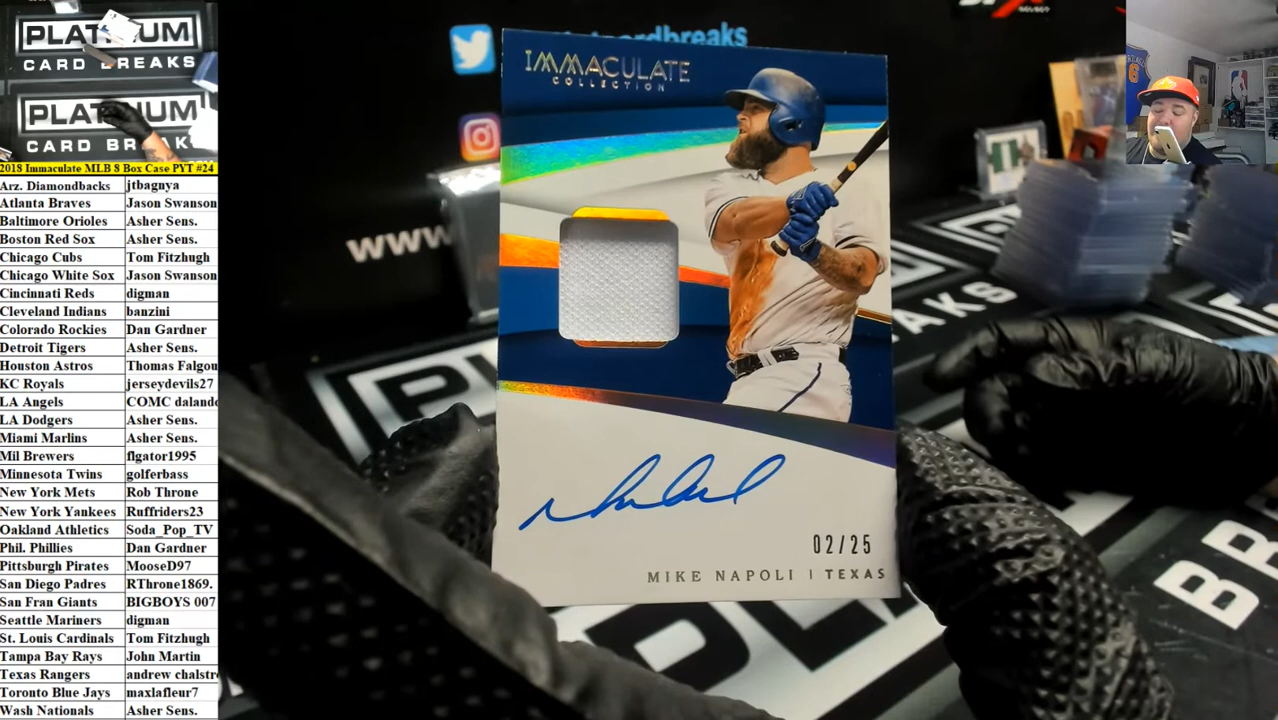 PLATINUM
CARD BREAKS
PLATINUM
CARD BREAK
2018 Immaculate MLB 8 Box Case PYT #24
Arz. Diamondbacks jtbagnya
Atlanta Braves Jason Swanson
Baltimore Orioles Asher Sens.
Boston Red Sox Asher Sens.
Chicago Cubs Tom Fitzhugh
Chicago White Sox Jason Swanson
Cincinnati Reds digman
Cleveland Indians banzini
Colorado Rockies Dan Gardner
Detroit Tigers Asher Sens.
Houston Astros Thomas Falgou
KC Royals jerseydevils27
LA Angels COMC daland
LA Dodgers Asher Sens.
Miami Marlins Asher Sens.
Mil Brewers flgator1995
Minnesota Twins golferbass
New York Mets Rob Throne
New York Yankees Ruffriders23
Oakland Athletics Soda_Pop_TV
Phil. Phillies Dan Gardner
Pittsburgh Pirates MooseD97
San Diego Padres RThrone1869.
San Fran Giants BIGBOYS 007
Seattle Mariners digman
St. Louis Cardinals Tom Fitzhugh
Tampa Bay Rays John Martin
Texas Rangers andrew chalstr
Toronto Blue Jays maxlafleur7
Wash Nationals Asher Sens.
cardbreaks
www
IMMACULATE
COLLECTION
02/25
MIKE NAPOLI | TEXAS
BR